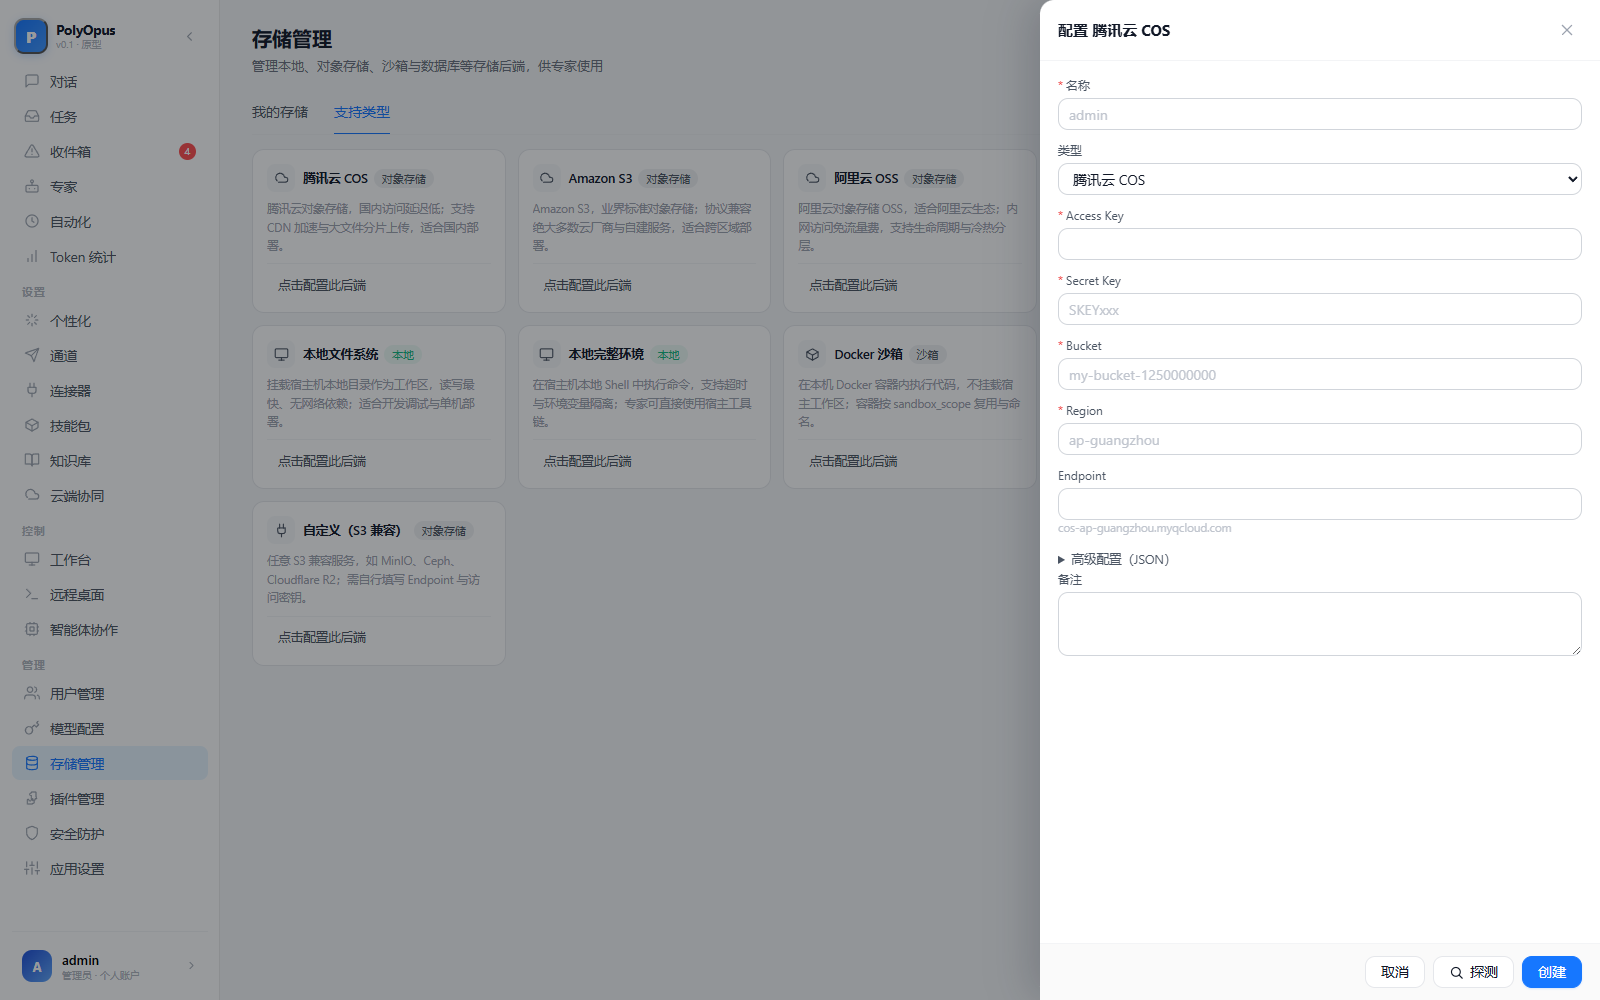 P
PolyOpus
v0.1 · 原型
对话
任务
收件箱
4
专家
自动化
Token 统计
设置
个性化
通道
连接器
技能包
知识库
云端协同
控制
工作台
远程桌面
智能体协作
管理
用户管理
模型配置
存储管理
插件管理
安全防护
应用设置
A
admin
管理员 · 个人账户
存储管理
管理本地、对象存储、沙箱与数据库等存储后端，供专家使用
我的存储
支持类型
腾讯云 COS 对象存储
腾讯云对象存储，国内访问延迟低；支持
CDN 加速与大文件分片上传，适合国内部
署。
点击配置此后端
Amazon S3 对象存储
Amazon S3，业界标准对象存储；协议兼容
绝大多数云厂商与自建服务，适合跨区域部
署。
点击配置此后端
阿里云 OSS 对象存储
阿里云对象存储 OSS，适合阿里云生态；内
网访问免流量费，支持生命周期与冷热分
层。
点击配置此后端
本地文件系统 本地
挂载宿主机本地目录作为工作区，读写最
快、无网络依赖；适合开发调试与单机部
署。
点击配置此后端
本地完整环境 本地
在宿主机本地 Shell 中执行命令，支持超时
与环境变量隔离；专家可直接使用宿主工具
链。
点击配置此后端
Docker 沙箱 沙箱
在本机 Docker 容器内执行代码，不挂载宿
主工作区；容器按 sandbox_scope 复用与命
名。
点击配置此后端
自定义（S3 兼容） 对象存储
任意 S3 兼容服务，如 MinIO、Ceph、
Cloudflare R2；需自行填写 Endpoint 与访
问密钥。
点击配置此后端
配置 腾讯云 COS
* 名称
admin
类型
腾讯云 COS
* Access Key
* Secret Key
SKEYxxx
* Bucket
my-bucket-1250000000
* Region
ap-guangzhou
Endpoint
cos-ap-guangzhou.myqcloud.com
高级配置（JSON）
备注
取消
探测
创建